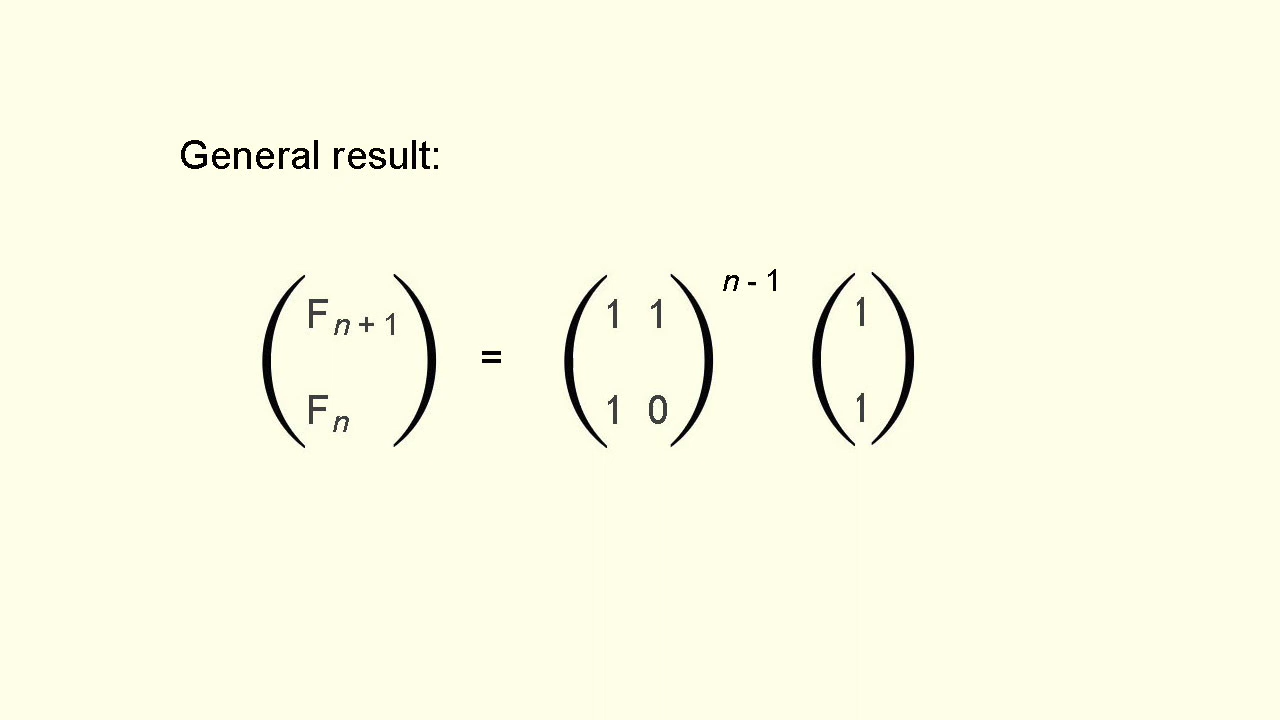 General result:
( F n + 1
F n ) = ( 1 1
1 0 ) n - 1 ( 1
1 )